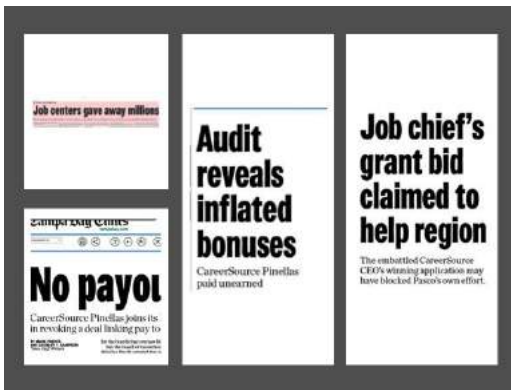 Job centers gave away millions
Tampa Bay Times
No payou
CareerSource Pinellas joins its
in revoking a deal linking pay to
Audit
reveals
inflated
bonuses
CareerSource Pinellas
paid unearned
Job chief's
grant bid
claimed to
help region
The embattled CareerSource
CEO's winning application may
have blocked Pasco's own effort.